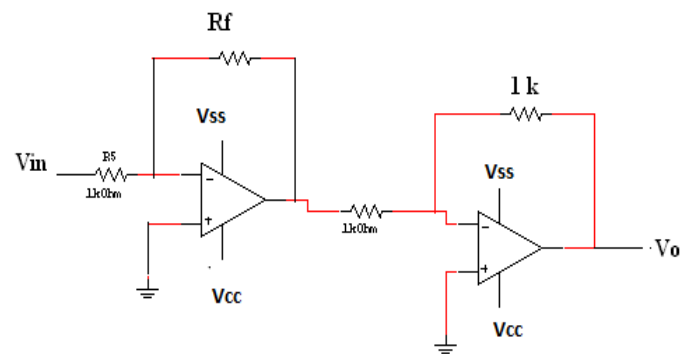 Rf
1 k
Vss
Vin
R5
1kOhm
-
+
Vcc
1kOhm
Vss
-
+
Vo
Vcc